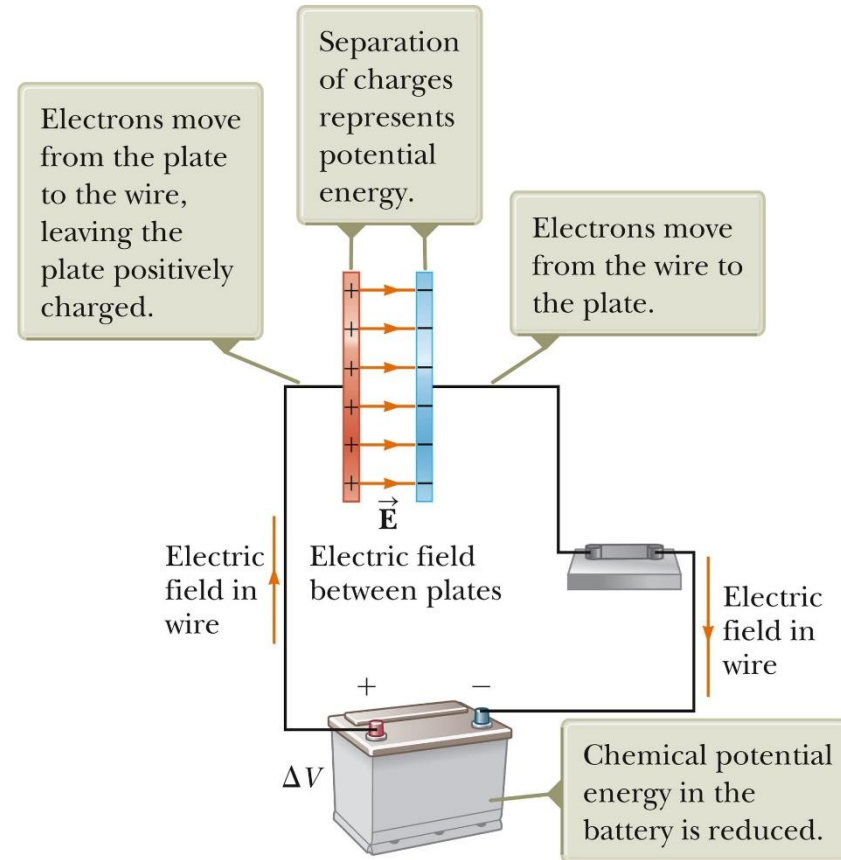 Separation
of charges
represents
potential
energy.
Electrons move
from the plate
to the wire,
leaving the
plate positively
charged.
Electrons move
from the wire to
the plate.
+ −
+ −
+ −
+ −
+ −
+ −
E
Electric
field in
wire
Electric field
between plates
Electric
field in
wire
+ −
ΔV
Chemical potential
energy in the
battery is reduced.